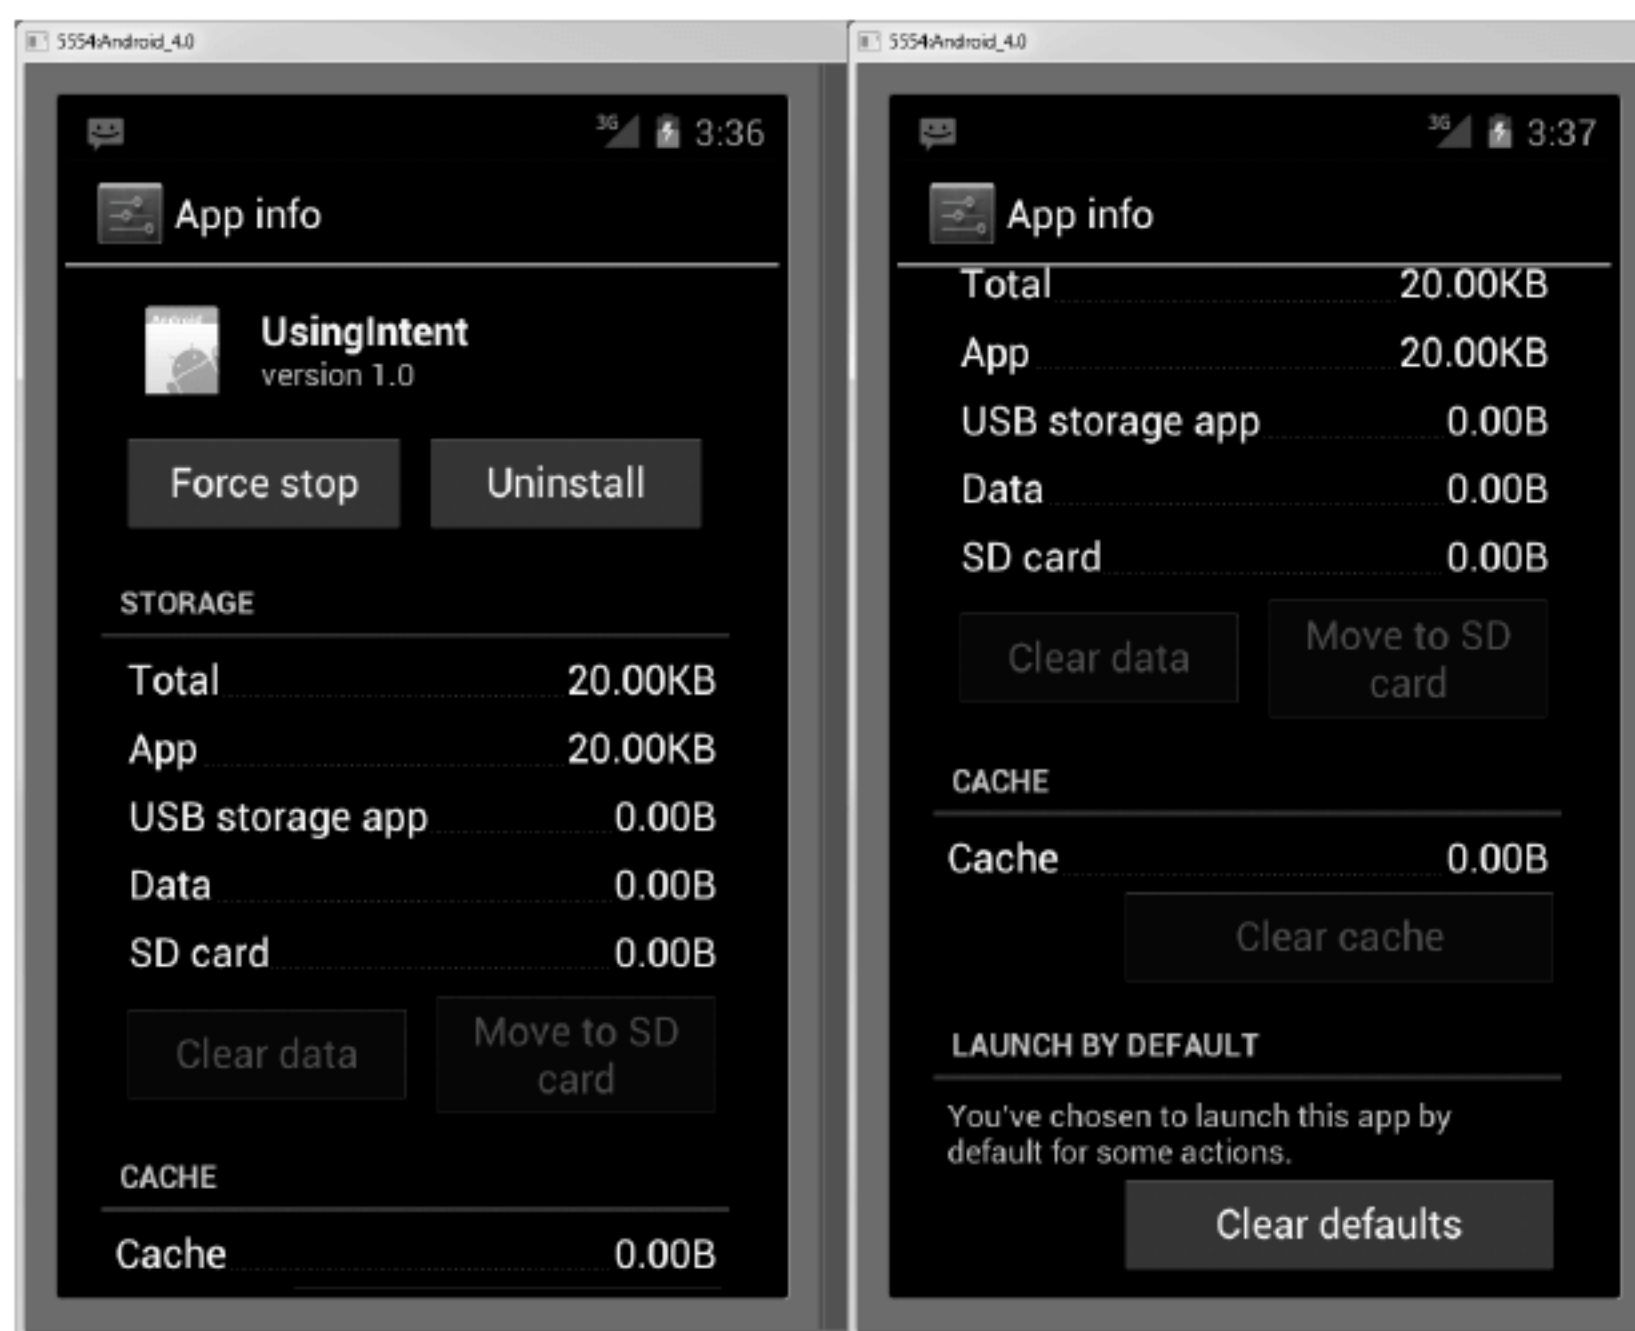 5554:Android_4.0
3G 3:36
App info
Android
UsingIntent
version 1.0
Force stop Uninstall
STORAGE
Total 20.00KB
App 20.00KB
USB storage app 0.00B
Data 0.00B
SD card 0.00B
Clear data Move to SD
card
CACHE
Cache 0.00B
5554:Android_4.0
3G 3:37
App info
Total 20.00KB
App 20.00KB
USB storage app 0.00B
Data 0.00B
SD card 0.00B
Clear data Move to SD
card
CACHE
Cache 0.00B
Clear cache
LAUNCH BY DEFAULT
You've chosen to launch this app by
default for some actions.
Clear defaults